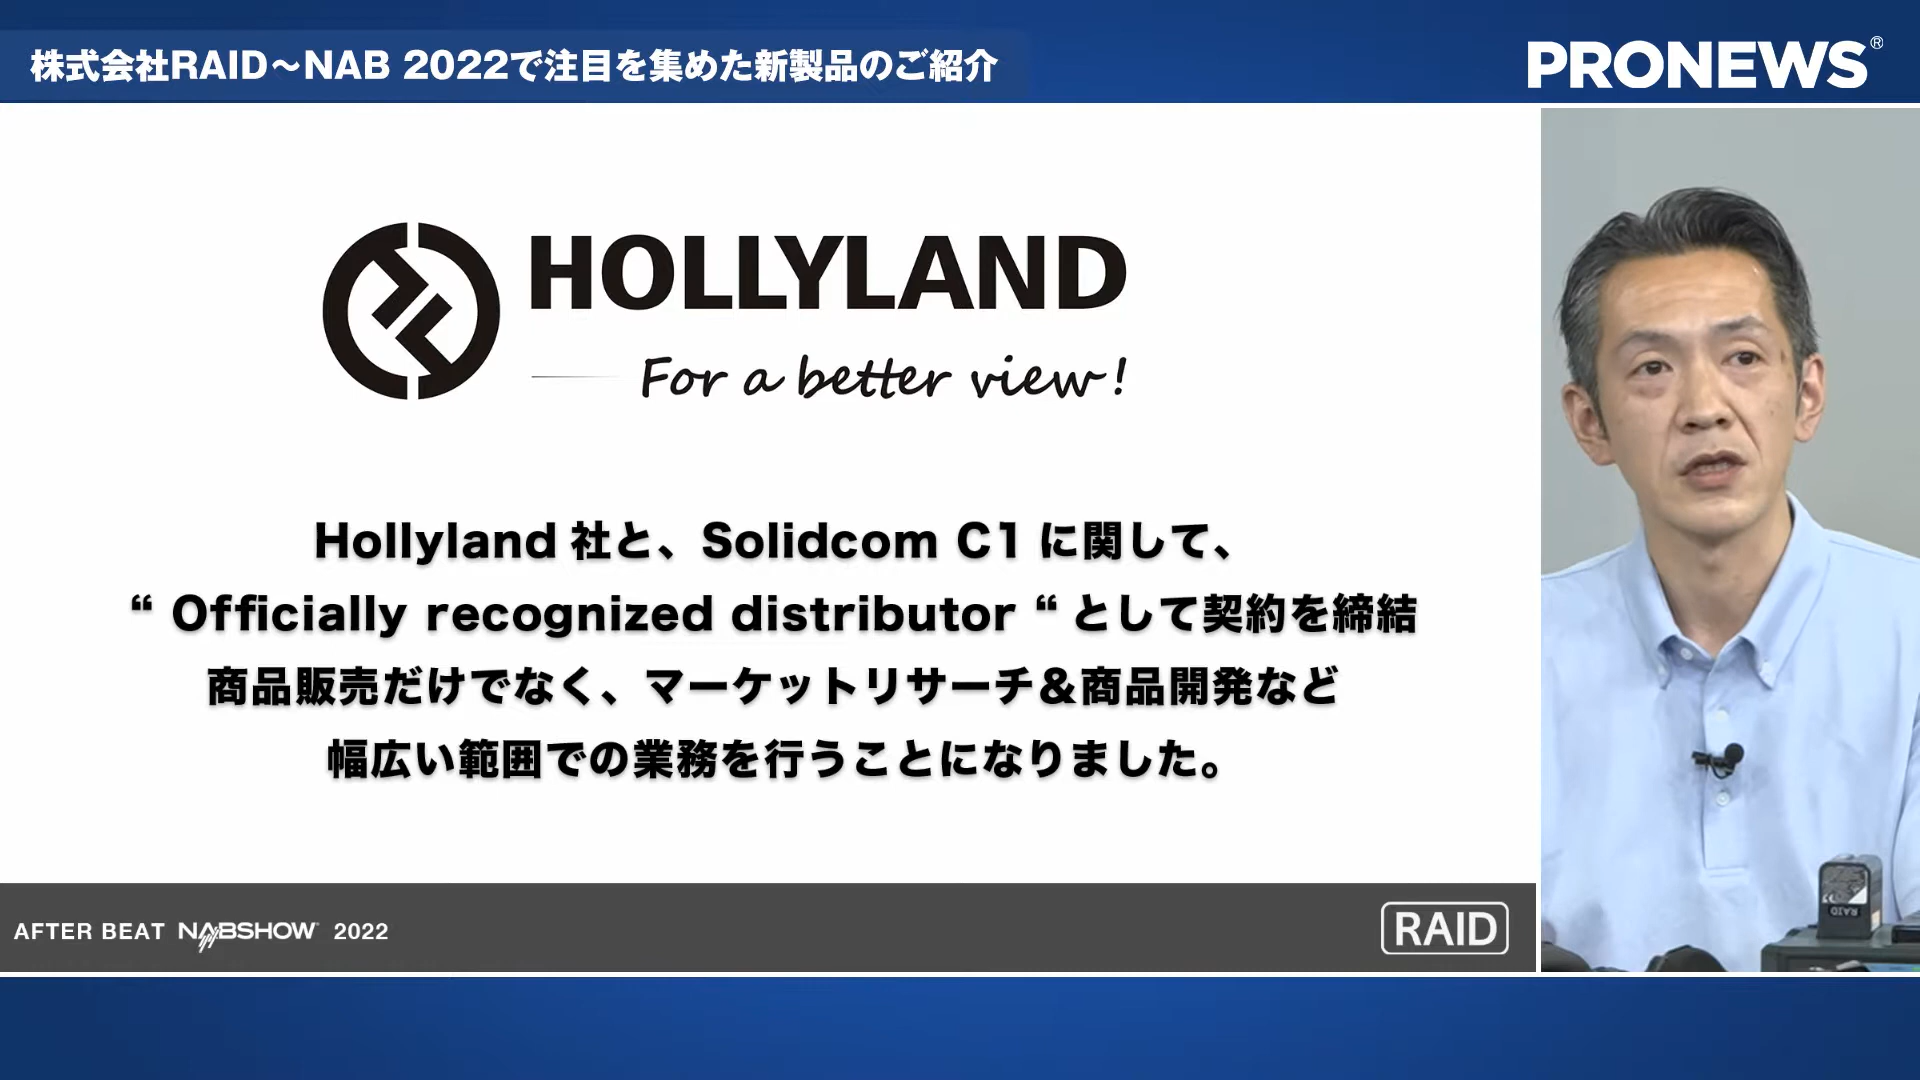 株式会社RAID〜NAB 2022で注目を集めた新製品のご紹介
PRONEWS®
HOLLYLAND
For a better view!
Hollyland 社と、Solidcom C1 に関して、
“ Officially recognized distributor “ として契約を締結
商品販売だけでなく、マーケットリサーチ＆商品開発など
幅広い範囲での業務を行うことになりました。
AFTER BEAT NABSHOW 2022
RAID
RAID